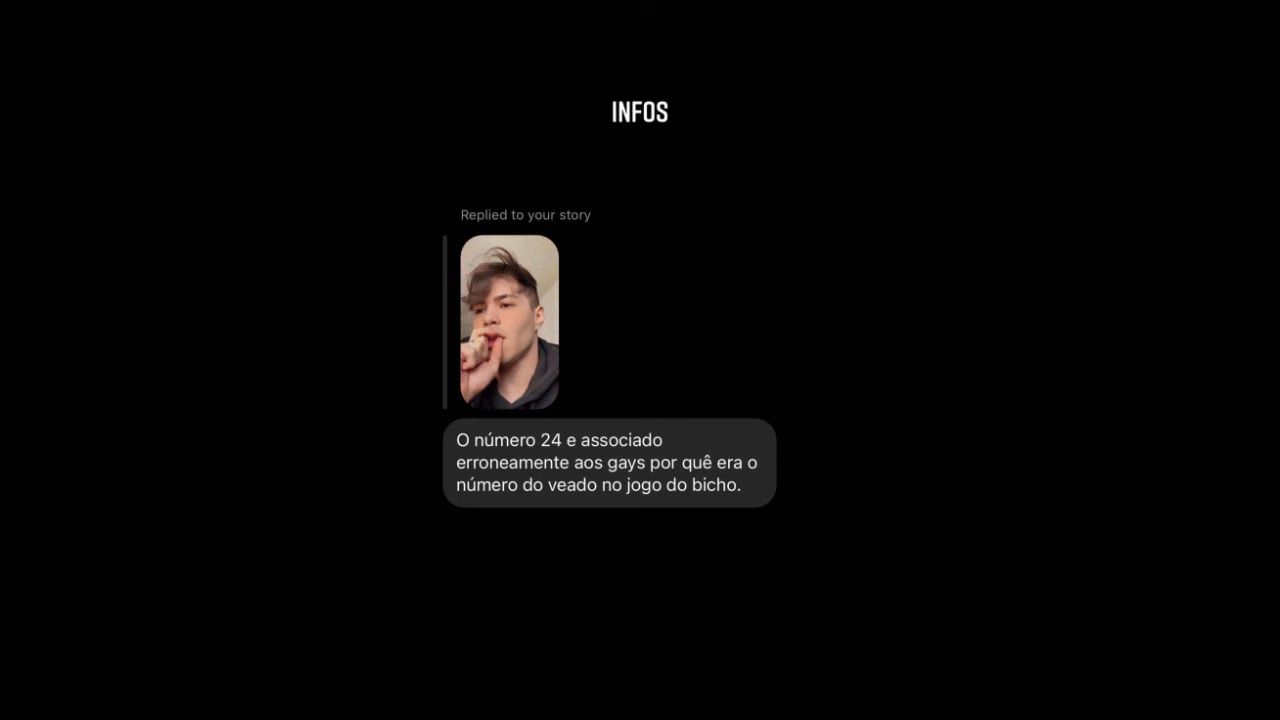 INFOS
Replied to your story
O número 24 e associado
erroneamente aos gays por quê era o
número do veado no jogo do bicho.